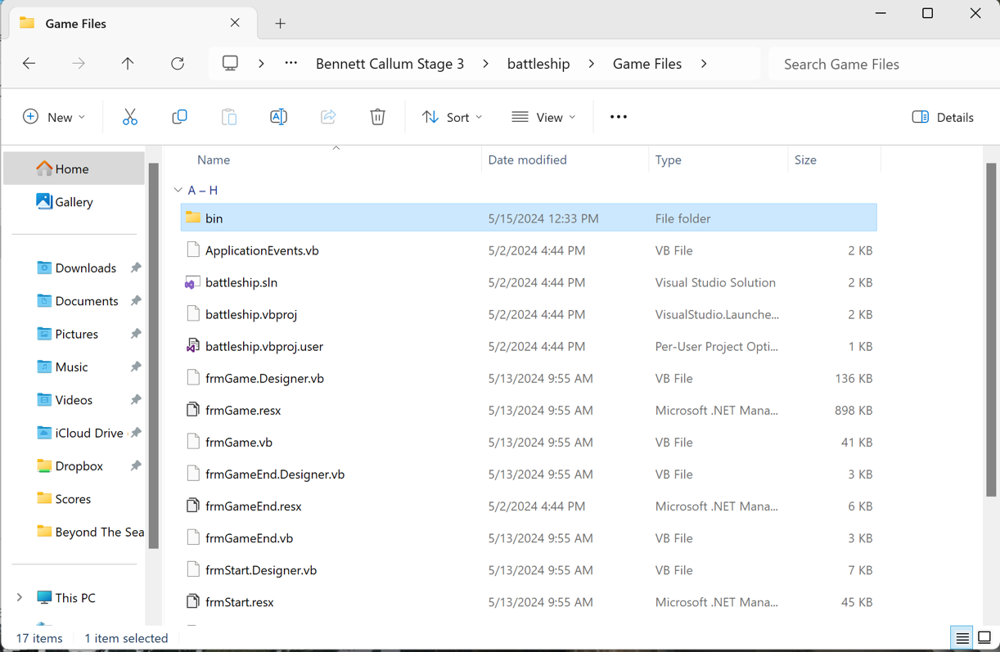 Game Files
Bennett Callum Stage 3 battleship Game Files Search Game Files
New Sort View Details
Name Date modified Type Size
Home
Gallery
Downloads
Documents
Pictures
Music
Videos
iCloud Drive
Dropbox
Scores
Beyond The Sea
This PC
A – H
bin 5/15/2024 12:33 PM File folder
ApplicationEvents.vb 5/2/2024 4:44 PM VB File 2 KB
battleship.sln 5/2/2024 4:44 PM Visual Studio Solution 2 KB
battleship.vbproj 5/2/2024 4:44 PM VisualStudio.Launche... 2 KB
battleship.vbproj.user 5/2/2024 4:44 PM Per-User Project Opti... 1 KB
frmGame.Designer.vb 5/13/2024 9:55 AM VB File 136 KB
frmGame.resx 5/13/2024 9:55 AM Microsoft .NET Mana... 898 KB
frmGame.vb 5/13/2024 9:55 AM VB File 41 KB
frmGameEnd.Designer.vb 5/13/2024 9:55 AM VB File 3 KB
frmGameEnd.resx 5/2/2024 4:44 PM Microsoft .NET Mana... 6 KB
frmGameEnd.vb 5/13/2024 9:55 AM VB File 3 KB
frmStart.Designer.vb 5/13/2024 9:55 AM VB File 7 KB
frmStart.resx 5/13/2024 9:55 AM Microsoft .NET Mana... 45 KB
17 items 1 item selected